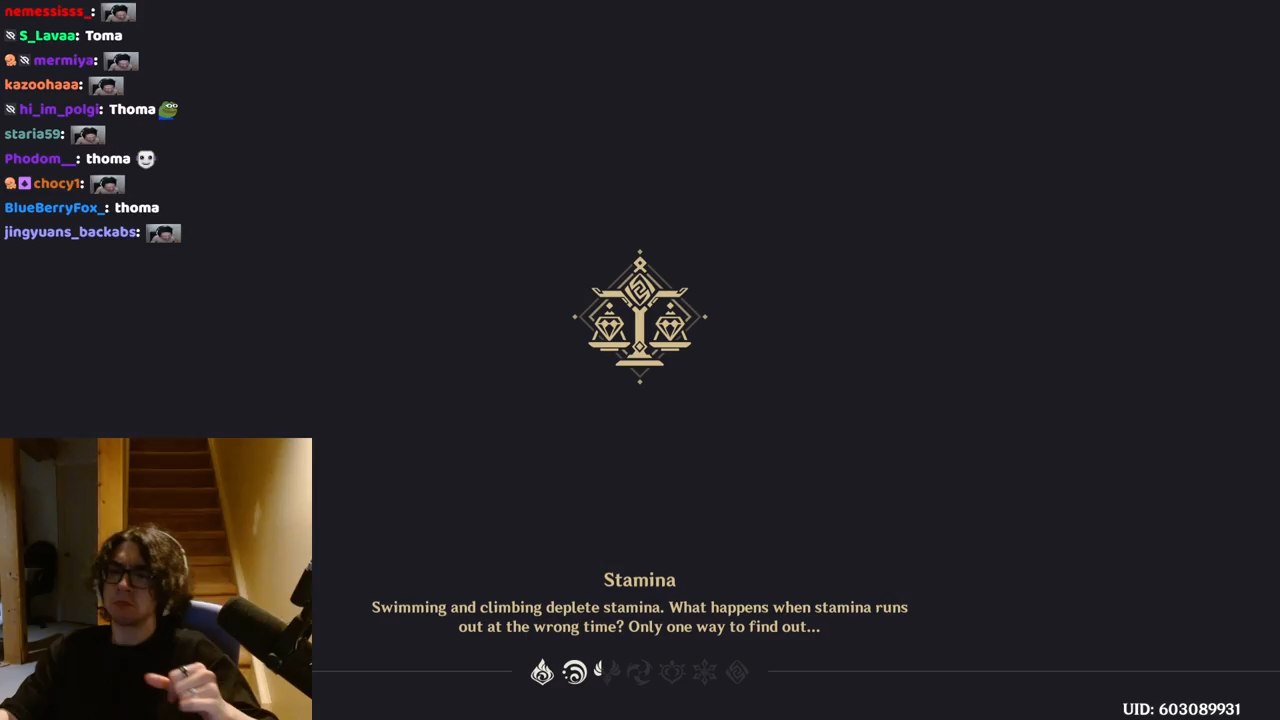 nemessisss_:
S_Lavaa: Toma
mermiya:
kazoohaaa:
hi_im_polgi: Thoma
staria59:
Phodom__: thoma
chocy1:
BlueBerryFox_: thoma
jingyuans_backabs:
Stamina
Swimming and climbing deplete stamina. What happens when stamina runs
out at the wrong time? Only one way to find out...
UID: 603089931